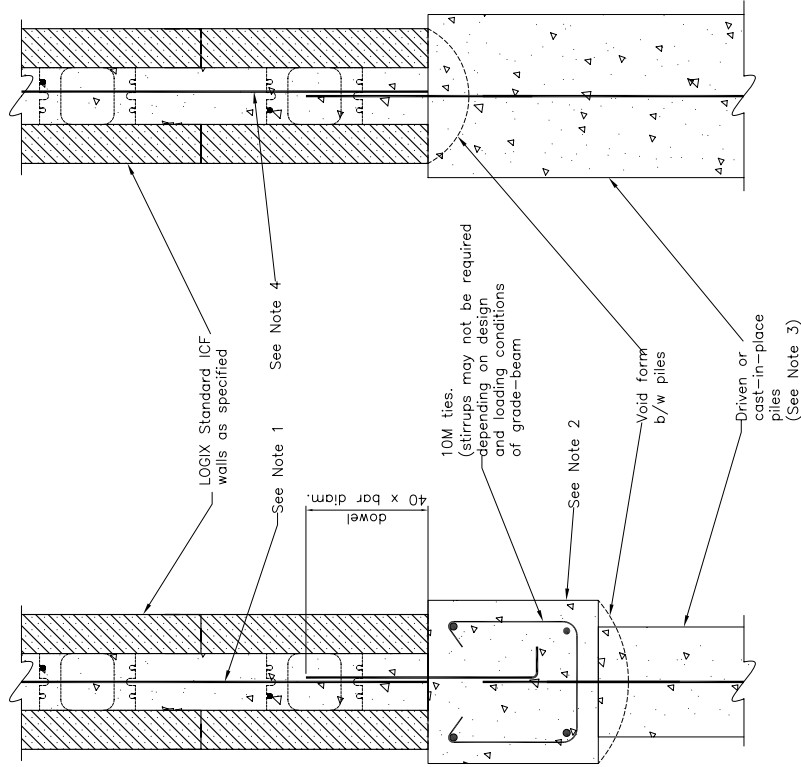 LOGIX Standard ICF
walls as specified
See Note 1
See Note 4
40 x bar diam.
dowel
10M ties.
(stirrups may not be required
depending on design
and loading conditions
of grade-beam
See Note 2
Void form
b/w piles
Driven or
cast-in-place
piles
(See Note 3)